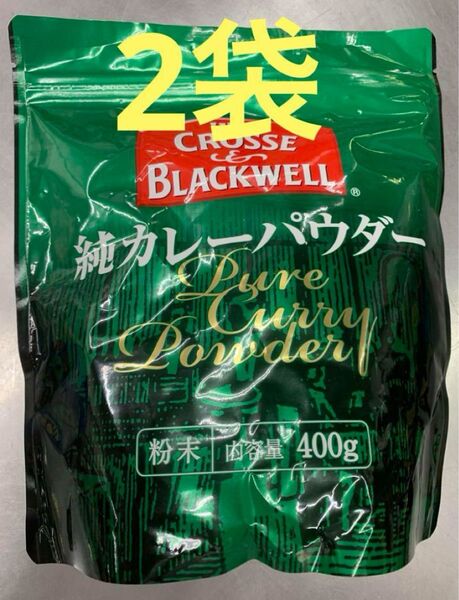 2袋
CROSSE
&
BLACKWELL
®
純カレーパウダー
Pure
Curry
Powder
粉末 内容量 400g